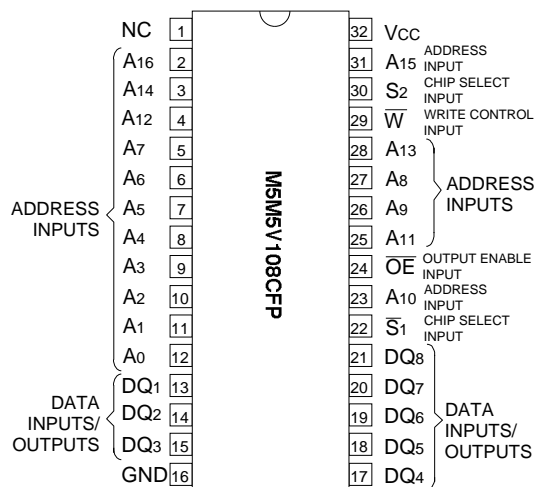 NC 1
A16 2
A14 3
A12 4
A7 5
A6 6
A5 7
A4 8
A3 9
A2 10
A1 11
A0 12
DQ1 13
DQ2 14
DQ3 15
GND 16
ADDRESS
INPUTS
DATA
INPUTS/
OUTPUTS
M5M5V108CFP
32 VCC
31 A15 ADDRESS
INPUT
30 S2 CHIP SELECT
INPUT
29 W WRITE CONTROL
INPUT
28 A13
27 A8
26 A9
25 A11
ADDRESS
INPUTS
24 OE OUTPUT ENABLE
INPUT
23 A10 ADDRESS
INPUT
22 S1 CHIP SELECT
INPUT
21 DQ8
20 DQ7
19 DQ6
18 DQ5
17 DQ4
DATA
INPUTS/
OUTPUTS